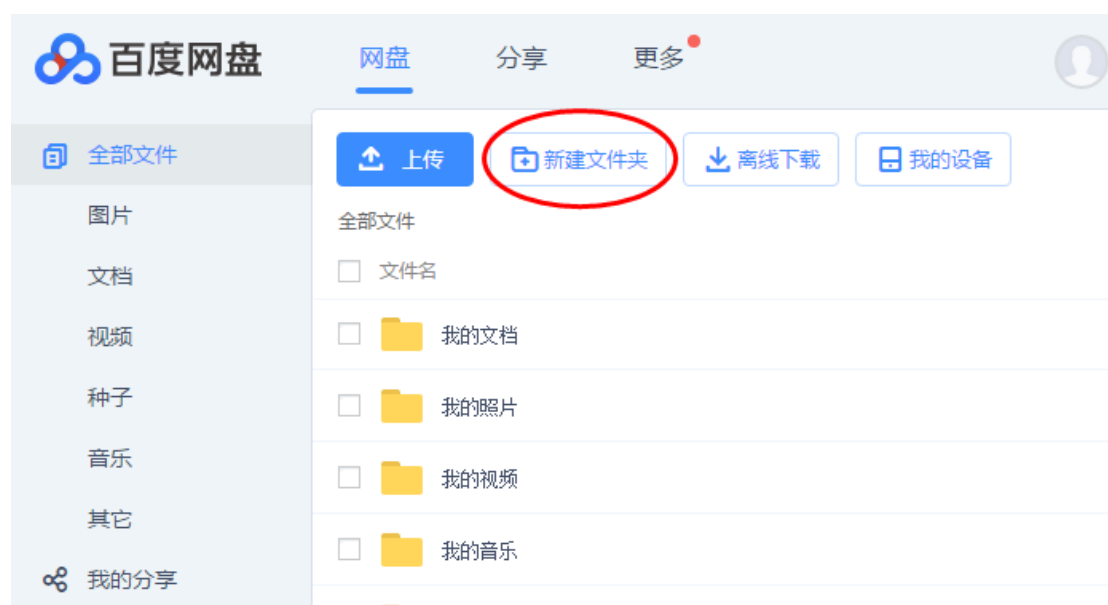 百度网盘 网盘 分享 更多
全部文件
图片
文档
视频
种子
音乐
其它
我的分享
上传 新建文件夹 离线下载 我的设备
全部文件
文件名
我的文档
我的照片
我的视频
我的音乐